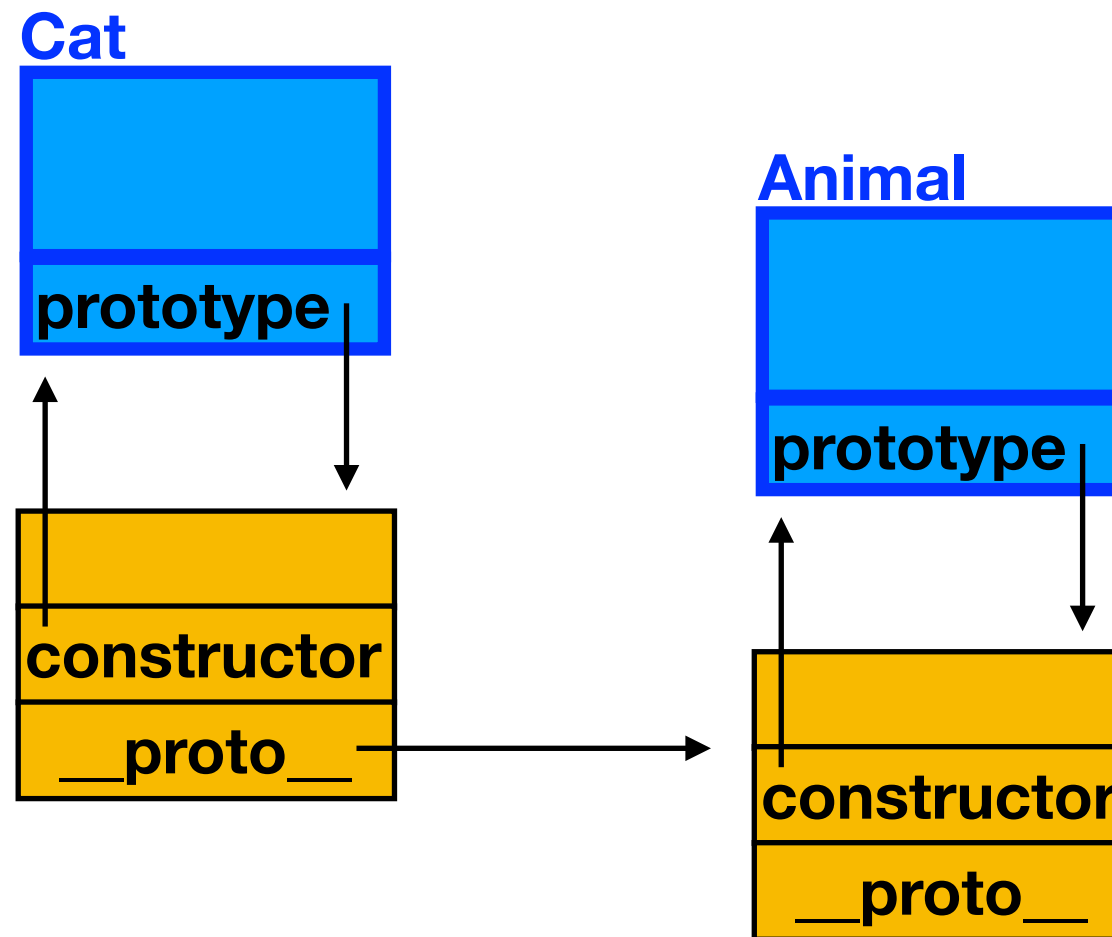 Cat
prototype
constructor
__proto__
Animal
prototype
constructor
__proto__